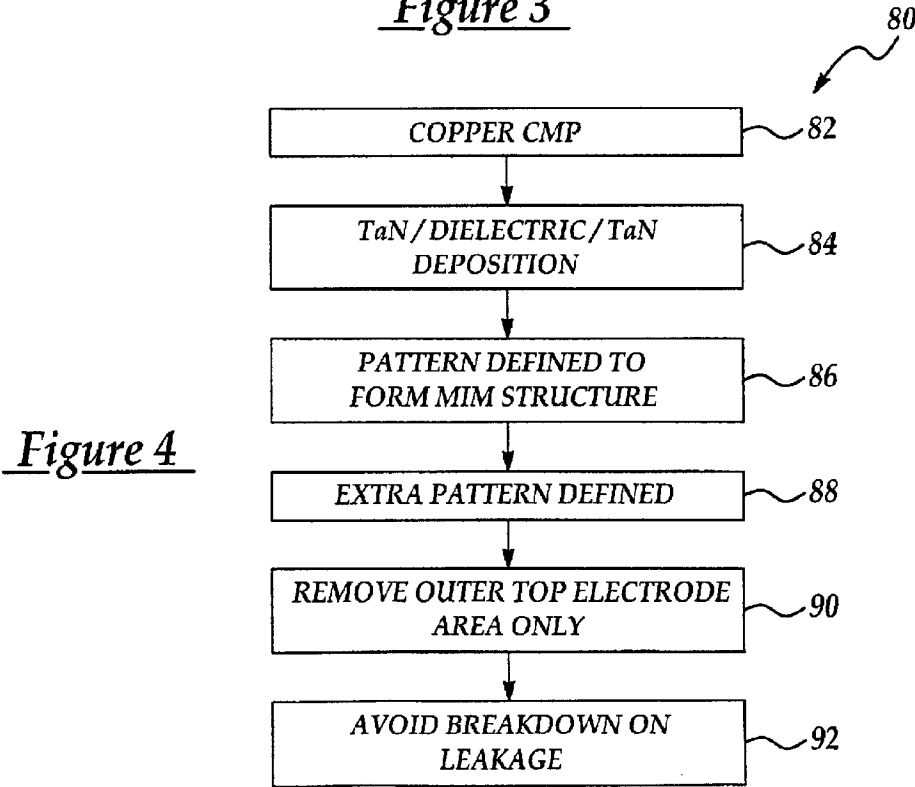 Figure 3
80
COPPER CMP
82
TaN/DIELECTRIC/TaN
DEPOSITION
84
PATTERN DEFINED TO
FORM MIM STRUCTURE
86
Figure 4
EXTRA PATTERN DEFINED
88
REMOVE OUTER TOP ELECTRODE
AREA ONLY
90
AVOID BREAKDOWN ON
LEAKAGE
92